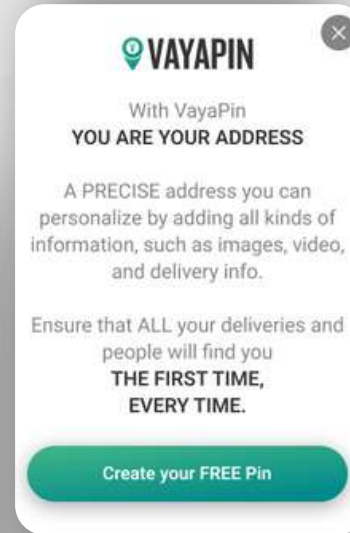 VAYAPIN
With VayaPin
YOU ARE YOUR ADDRESS
A PRECISE address you can
personalize by adding all kinds of
information, such as images, video,
and delivery info.
Ensure that ALL your deliveries and
people will find you
THE FIRST TIME,
EVERY TIME.
Create your FREE Pin